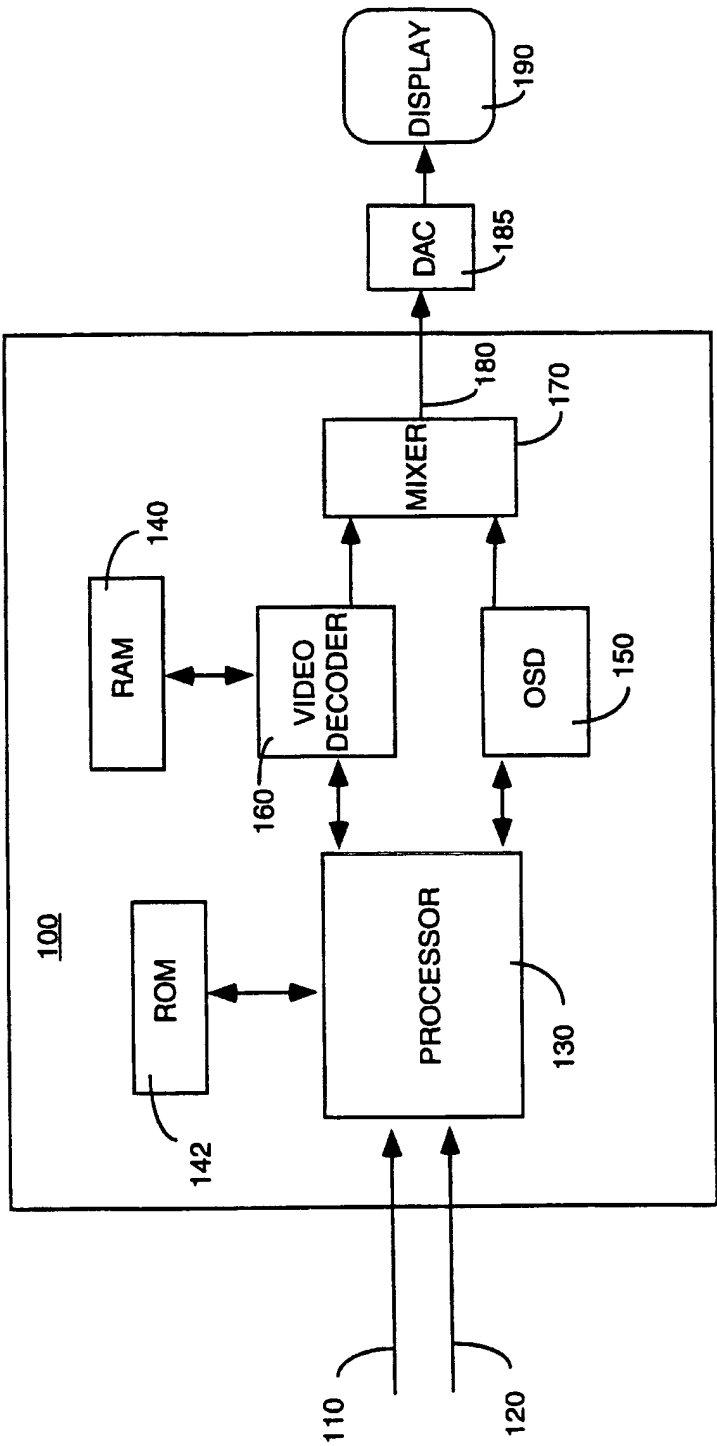 100
ROM
142
RAM
140
110
120
PROCESSOR
130
VIDEO
DECODER
160
OSD
150
MIXER
170
180
DAC
185
DISPLAY
190